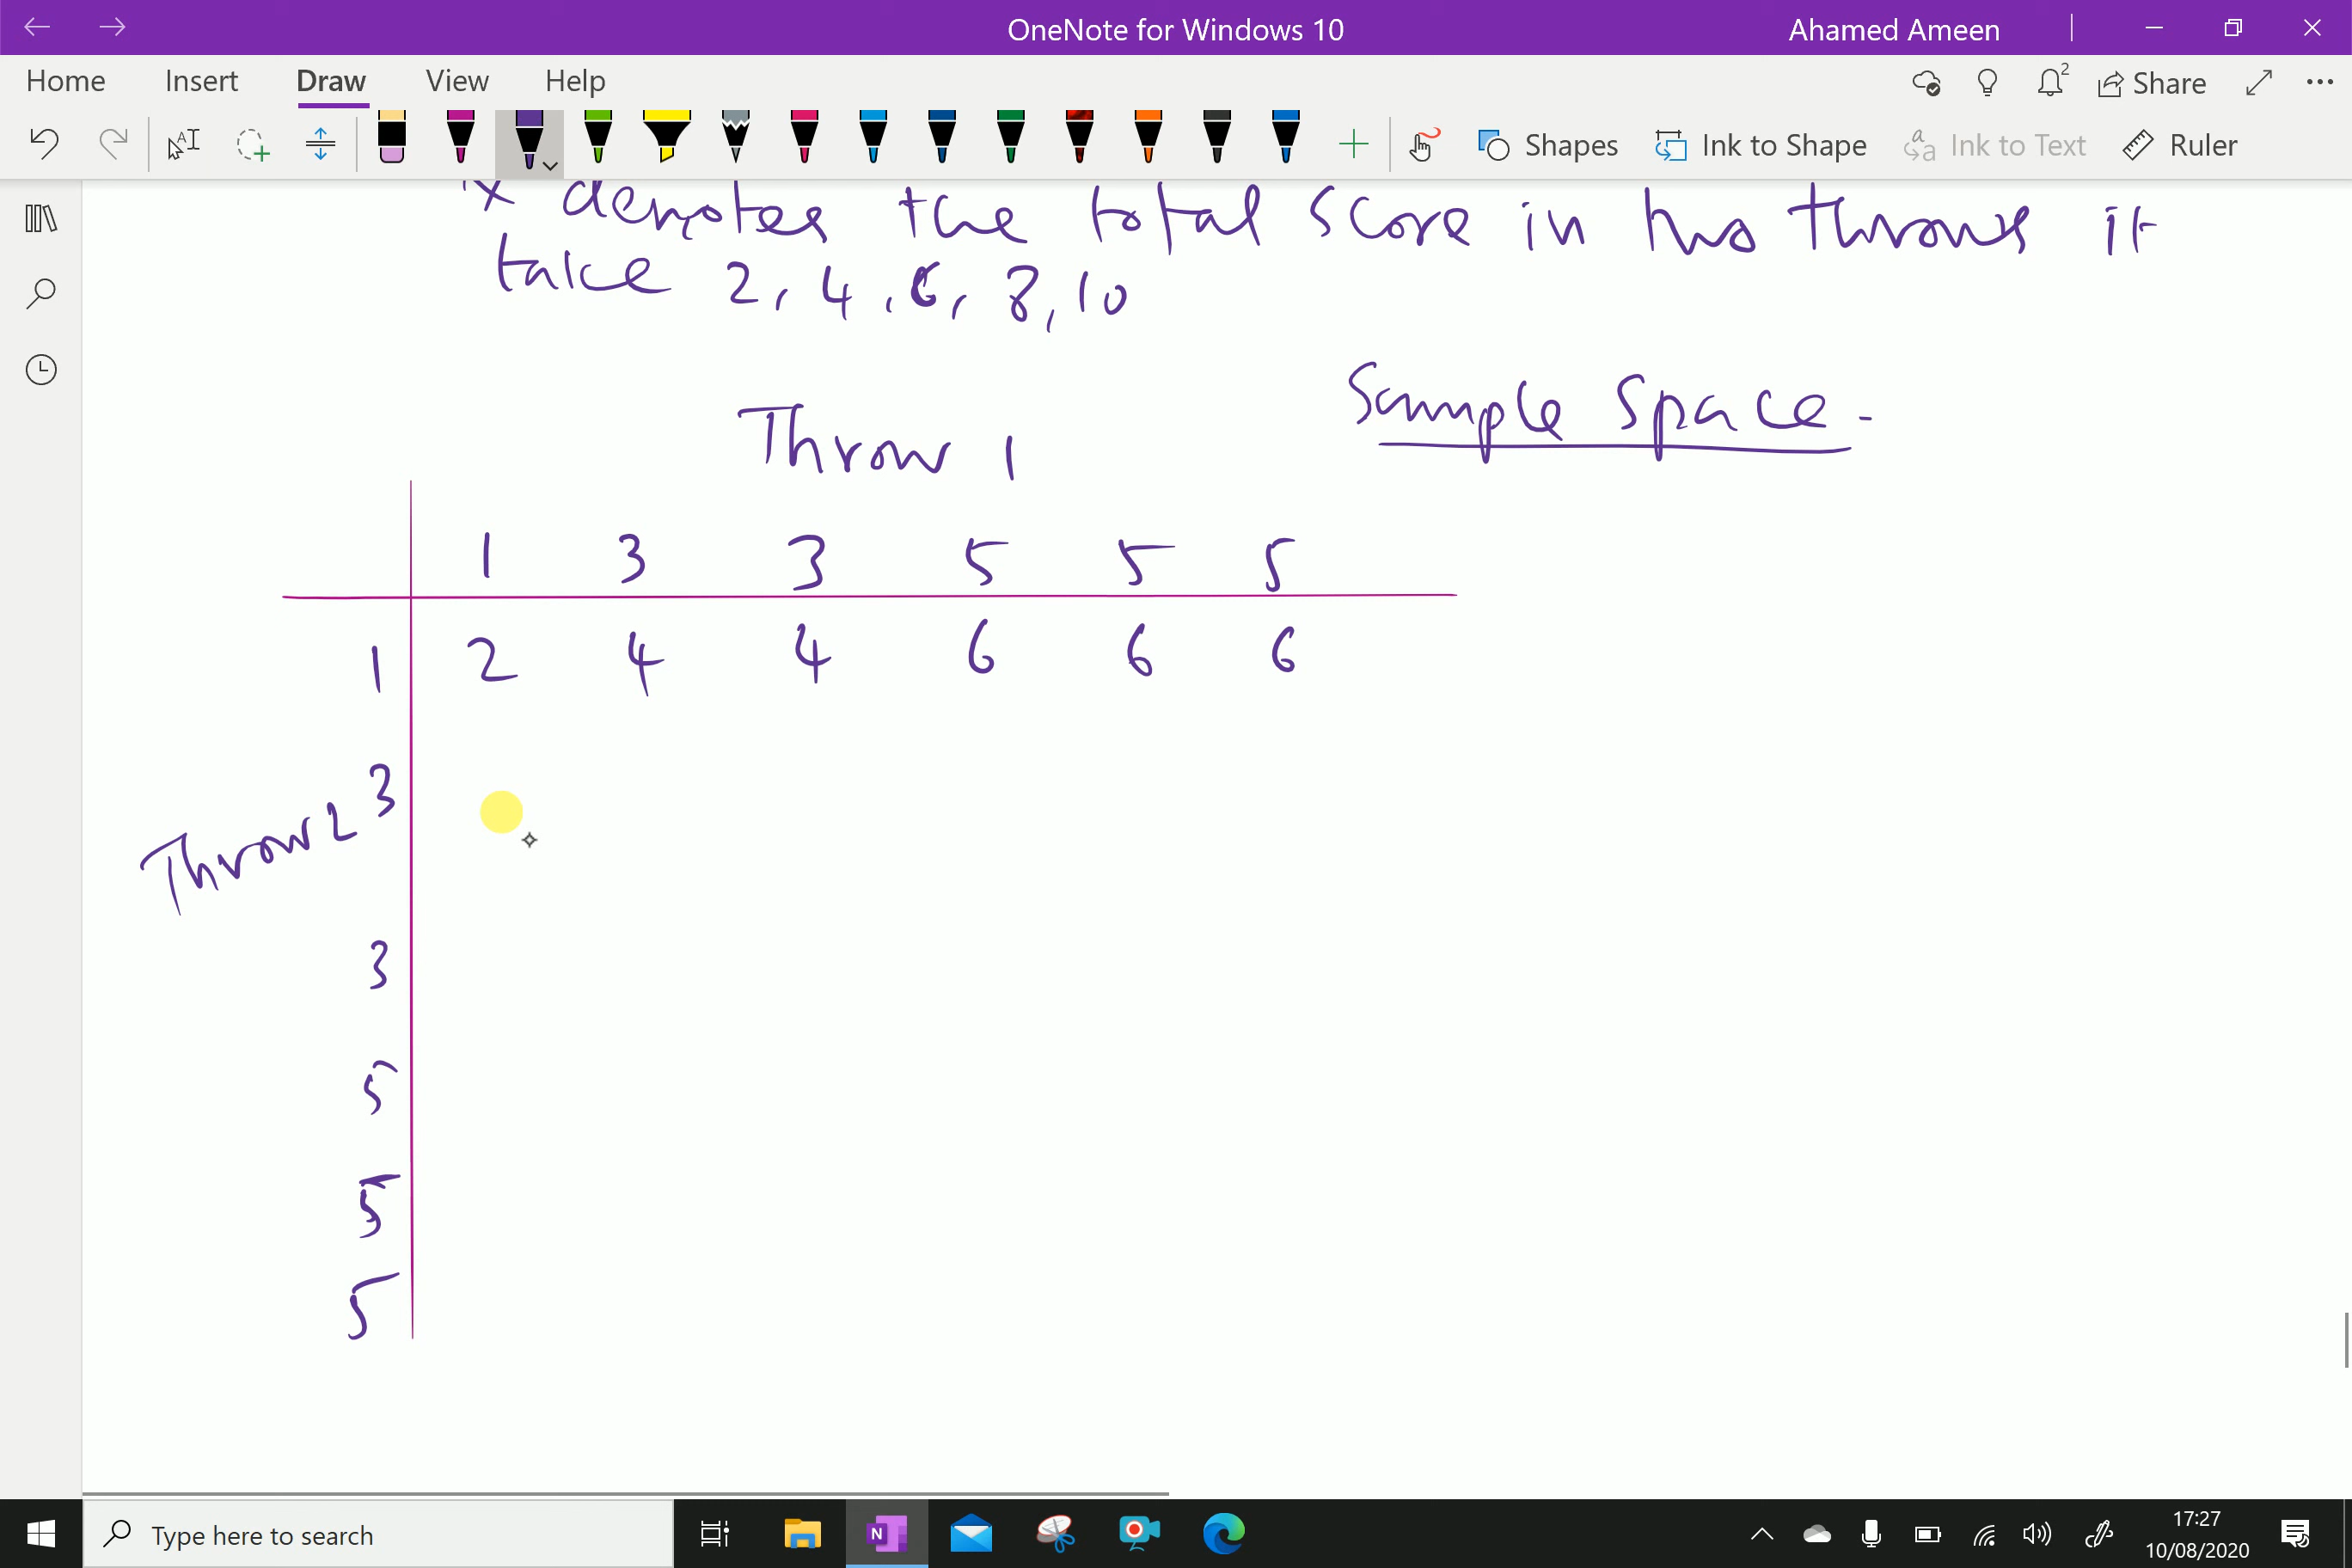 OneNote for Windows 10
Ahamed Ameen
Home Insert Draw View Help
2
Share
Shapes Ink to Shape Ink to Text Ruler
x denotes the total score in two throws it
take 2, 4, 6, 8, 10
Sample Space -
Throw 1
1 3 3 5 5 5
1 2 4 4 6 6 6
3
Throw 2
3
5
5
5
Type here to search
17:27
10/08/2020